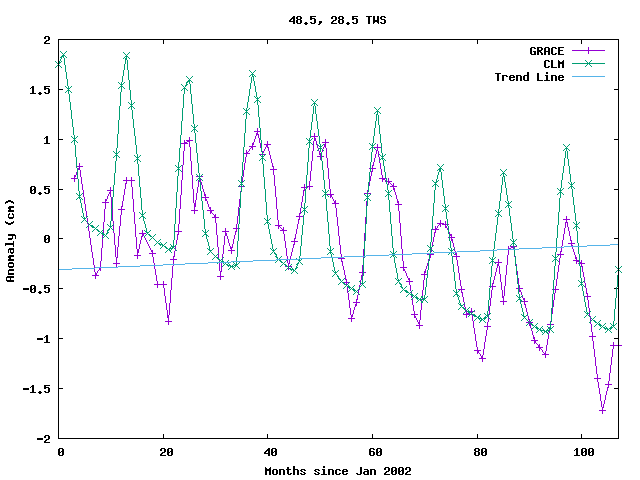 48.5, 28.5 TWS
GRACE
CLM
Trend Line
2
1.5
1
0.5
0
-0.5
-1
-1.5
-2
Anomaly (cm)
0 20 40 60 80 100
Months since Jan 2002